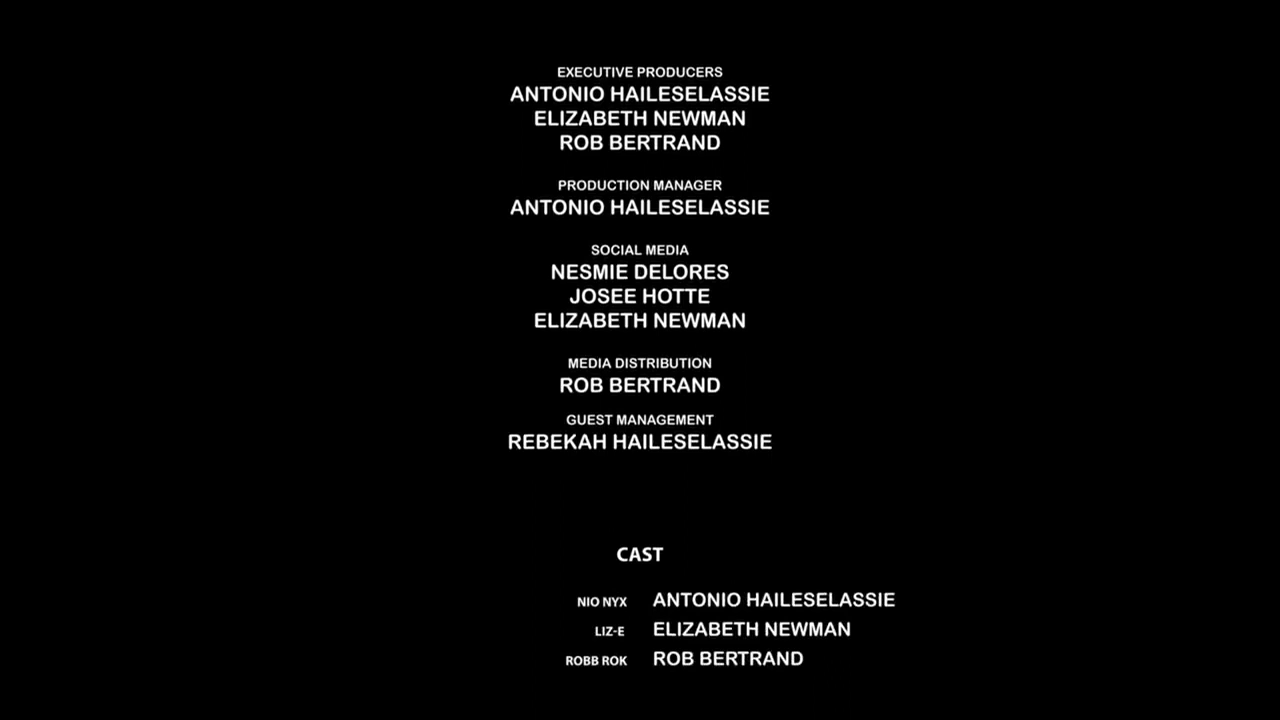 EXECUTIVE PRODUCERS
ANTONIO HAILESELASSIE
ELIZABETH NEWMAN
ROB BERTRAND
PRODUCTION MANAGER
ANTONIO HAILESELASSIE
SOCIAL MEDIA
NESMIE DELORES
JOSEE HOTTE
ELIZABETH NEWMAN
MEDIA DISTRIBUTION
ROB BERTRAND
GUEST MANAGEMENT
REBEKAH HAILESELASSIE
CAST
NIO NYX ANTONIO HAILESELASSIE
LIZ-E ELIZABETH NEWMAN
ROBB ROK ROB BERTRAND